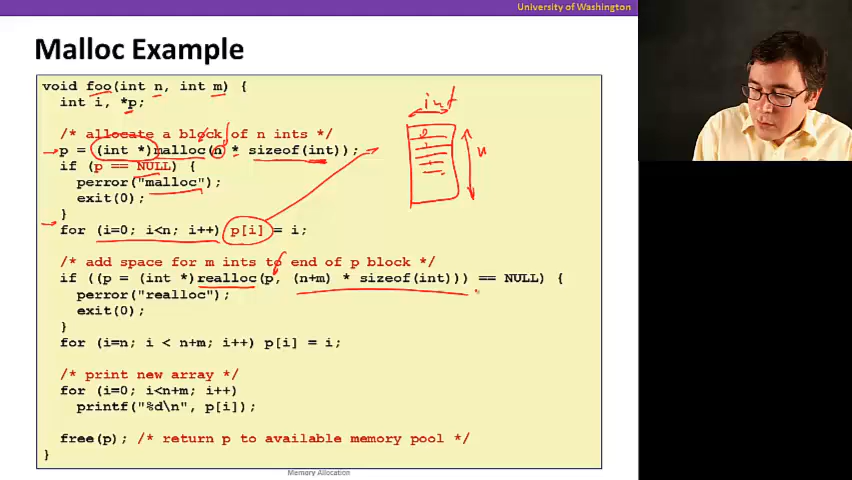 University of Washington
Malloc Example
void foo(int n, int m) {
int i, *p;
/* allocate a block of n ints */
p = (int *)malloc(n * sizeof(int));
if (p == NULL) {
perror("malloc");
exit(0);
}
for (i=0; i<n; i++) p[i] = i;
/* add space for m ints to end of p block */
if ((p = (int *)realloc(p, (n+m) * sizeof(int))) == NULL) {
perror("realloc");
exit(0);
}
for (i=n; i < n+m; i++) p[i] = i;
/* print new array */
for (i=0; i<n+m; i++)
printf("%d\n", p[i]);
free(p); /* return p to available memory pool */
}
int
n
Memory Allocation